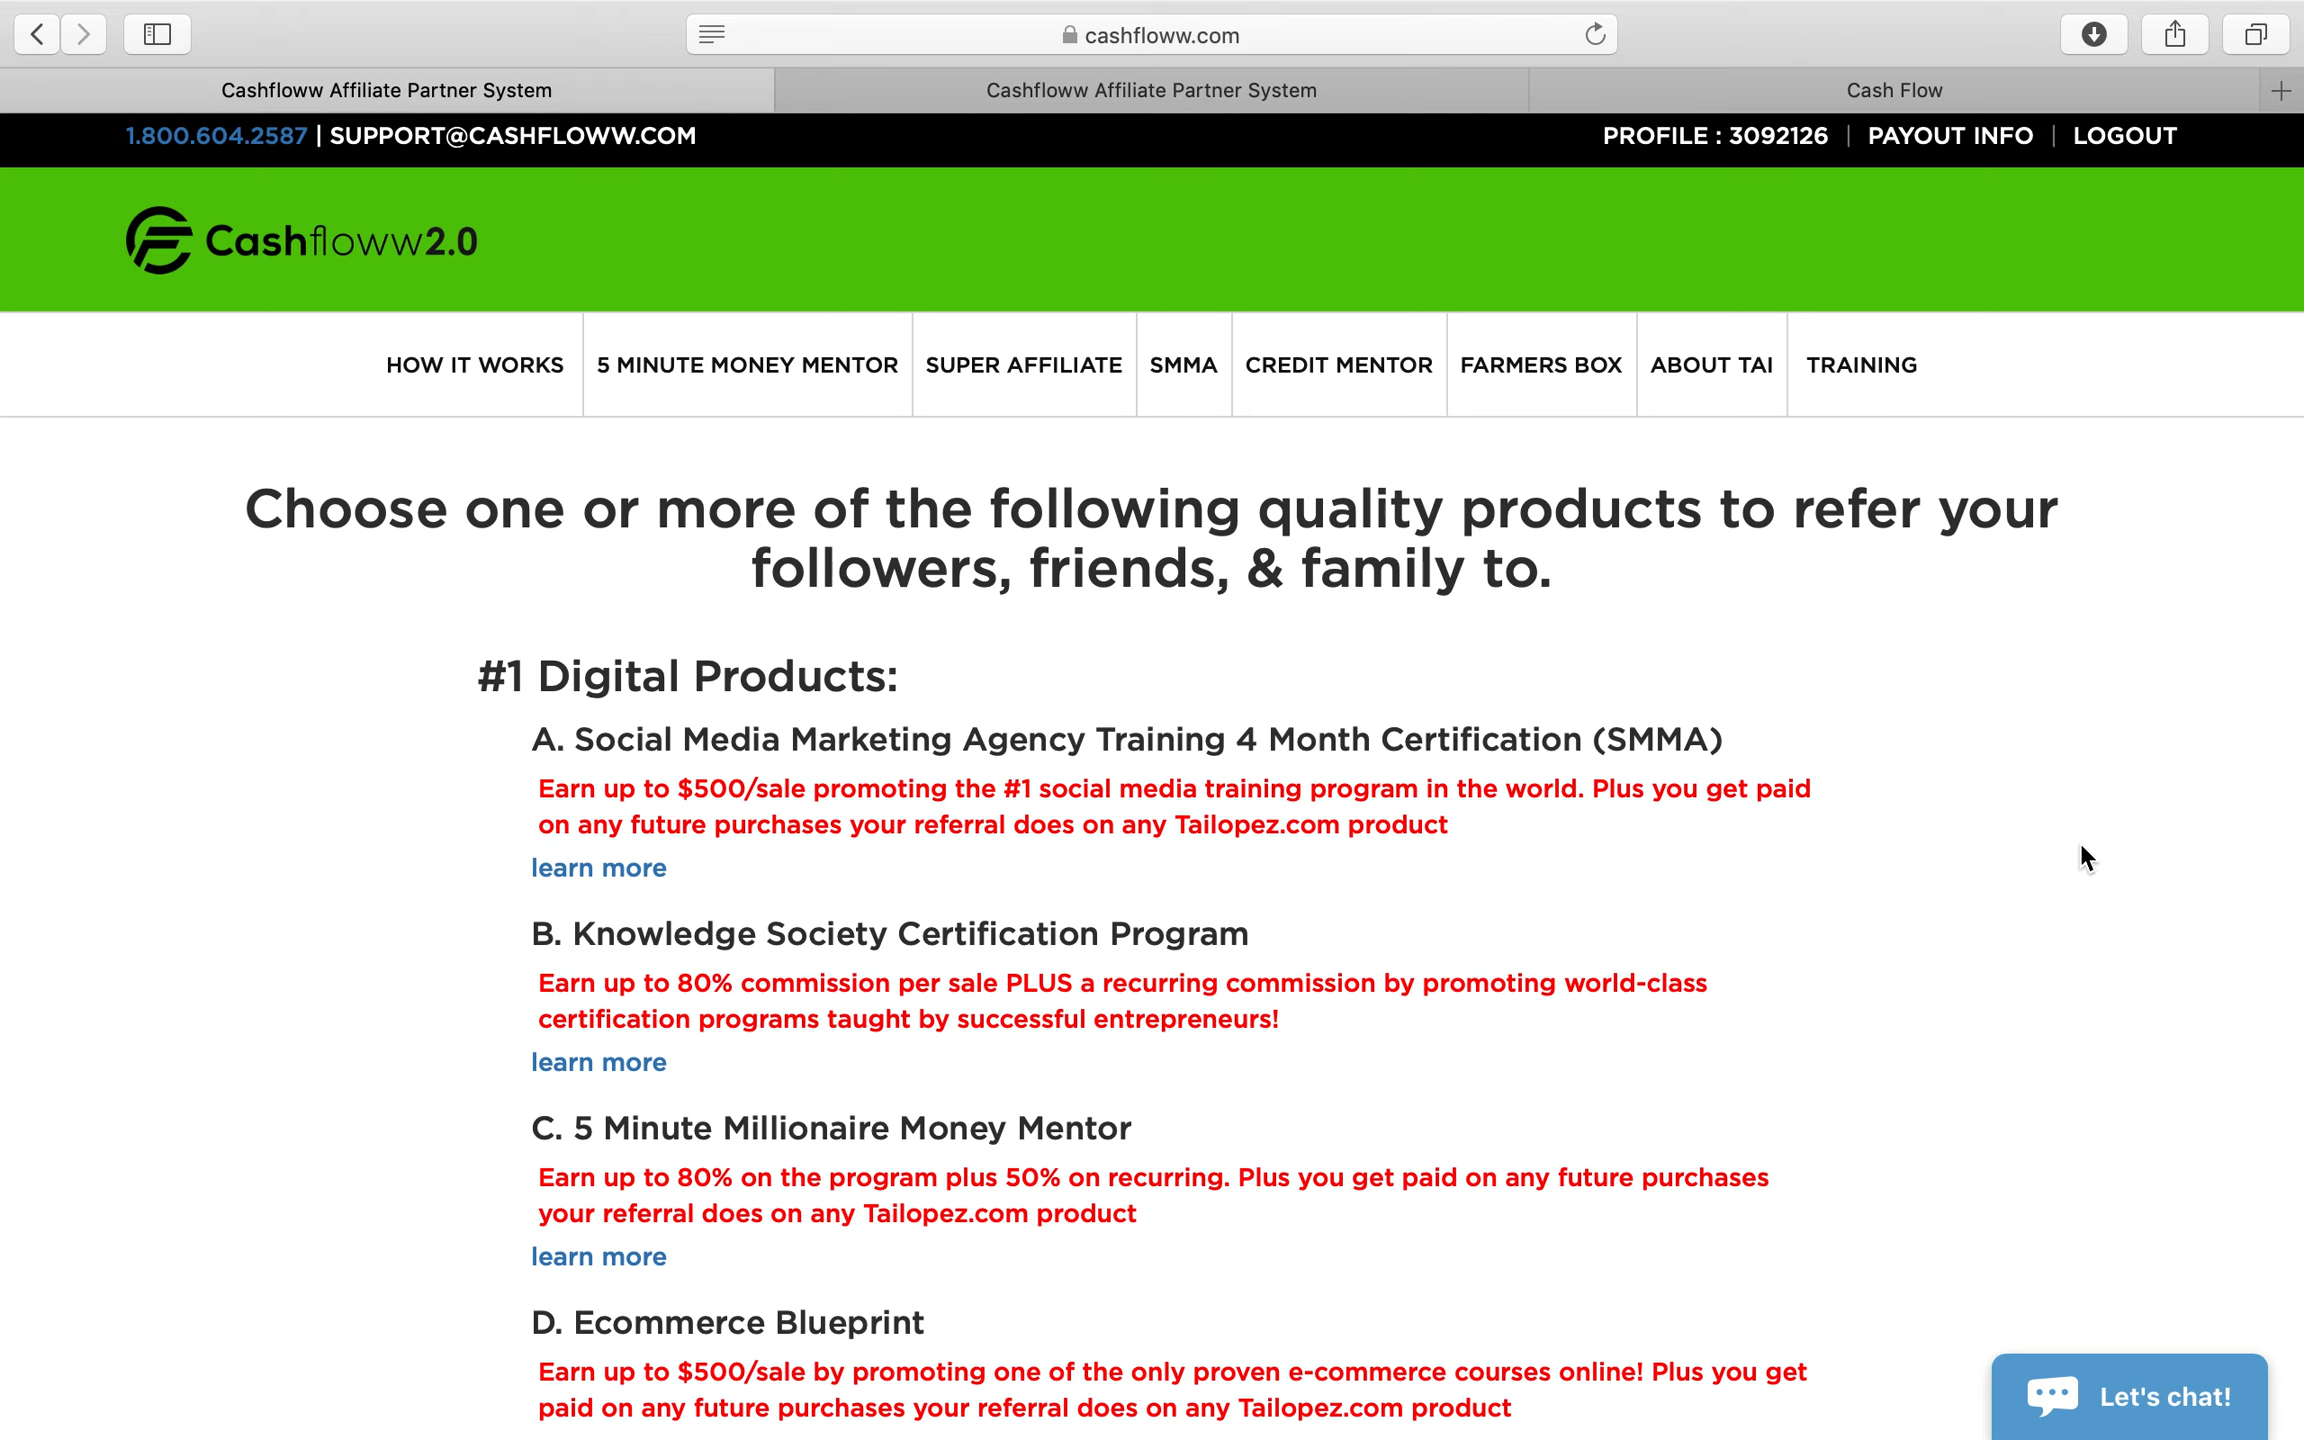 cashfloww.com
Cashfloww Affiliate Partner System
Cashfloww Affiliate Partner System
Cash Flow
1.800.604.2587 | SUPPORT@CASHFLOWW.COM
PROFILE : 3092126 | PAYOUT INFO | LOGOUT
Cashfloww2.0
HOW IT WORKS
5 MINUTE MONEY MENTOR
SUPER AFFILIATE
SMMA
CREDIT MENTOR
FARMERS BOX
ABOUT TAI
TRAINING
Choose one or more of the following quality products to refer your
followers, friends, & family to.
#1 Digital Products:
A. Social Media Marketing Agency Training 4 Month Certification (SMMA)
Earn up to $500/sale promoting the #1 social media training program in the world. Plus you get paid
on any future purchases your referral does on any Tailopez.com product
learn more
B. Knowledge Society Certification Program
Earn up to 80% commission per sale PLUS a recurring commission by promoting world-class
certification programs taught by successful entrepreneurs!
learn more
C. 5 Minute Millionaire Money Mentor
Earn up to 80% on the program plus 50% on recurring. Plus you get paid on any future purchases
your referral does on any Tailopez.com product
learn more
D. Ecommerce Blueprint
Earn up to $500/sale by promoting one of the only proven e-commerce courses online! Plus you get
paid on any future purchases your referral does on any Tailopez.com product
Let's chat!